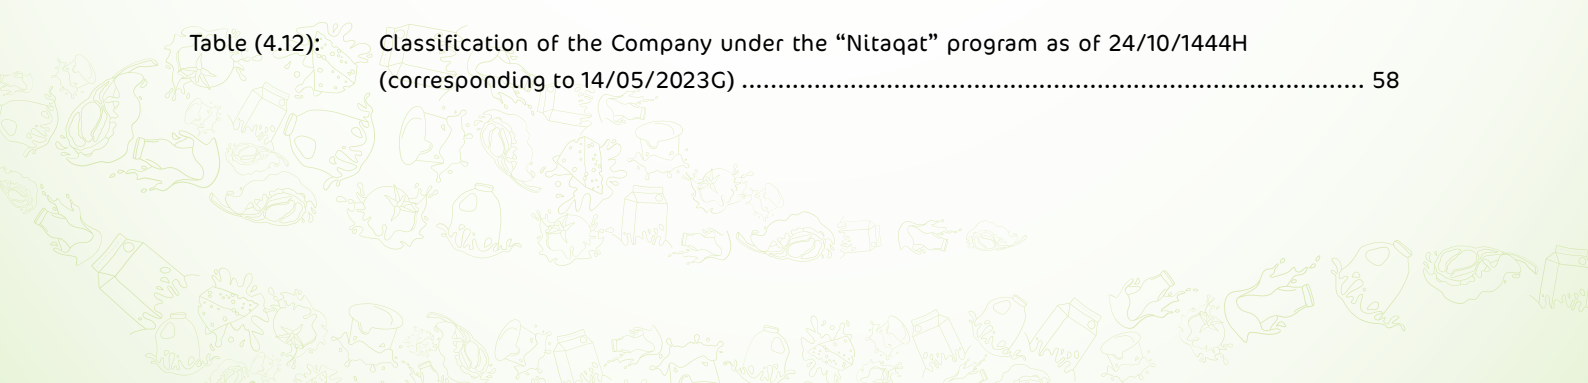 Table (4.12): Classification of the Company under the “Nitaqat” program as of 24/10/1444H
(corresponding to 14/05/2023G) ...................................................................................... 58